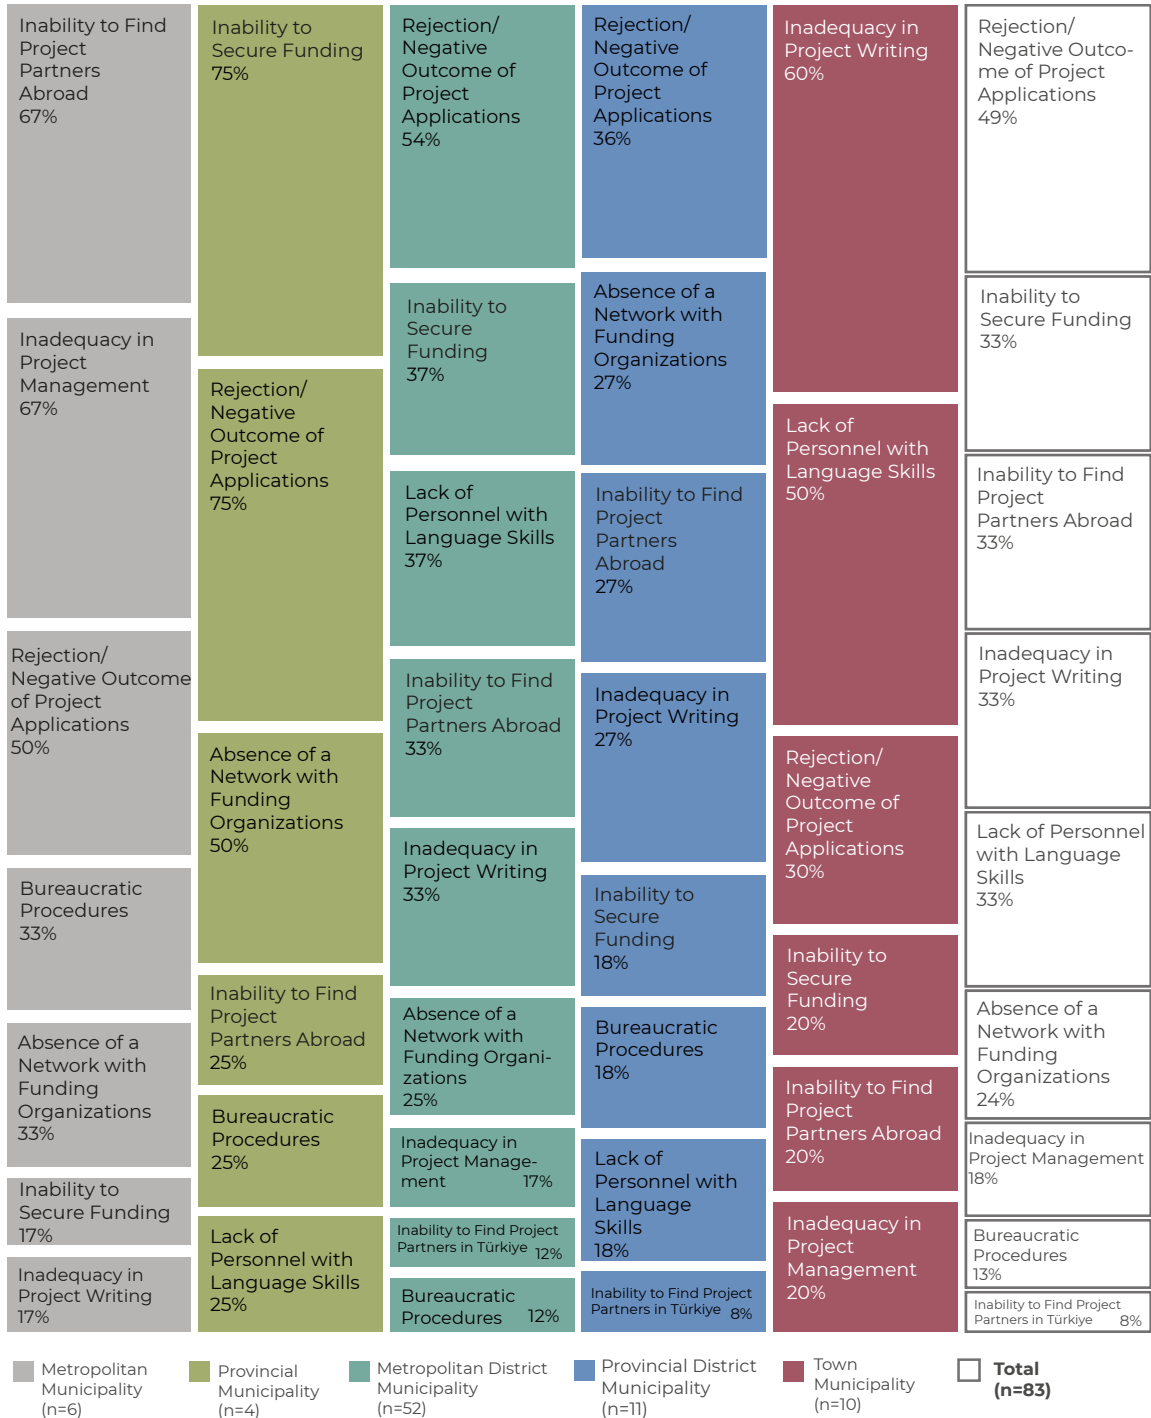 Inability to Find
Project
Partners
Abroad
67%
Inadequacy in
Project
Management
67%
Rejection/
Negative Outcome
of Project
Applications
50%
Bureaucratic
Procedures
33%
Absence of a
Network with
Funding
Organizations
33%
Inability to
Secure Funding
17%
Inadequacy in
Project Writing
17%
Inability to
Secure Funding
75%
Rejection/
Negative
Outcome of
Project
Applications
75%
Absence of a
Network with
Funding
Organizations
50%
Inability to Find
Project
Partners Abroad
25%
Bureaucratic
Procedures
25%
Lack of
Personnel with
Language Skills
25%
Rejection/
Negative
Outcome of
Project
Applications
54%
Inability to
Secure
Funding
37%
Lack of
Personnel with
Language Skills
37%
Inability to Find
Project
Partners Abroad
33%
Inadequacy in
Project Writing
33%
Absence of a
Network with
Funding Organi-
zations
25%
Inadequacy in
Project Manage-
ment 17%
Inability to Find Project
Partners in Türkiye 12%
Bureaucratic
Procedures 12%
Rejection/
Negative
Outcome of
Project
Applications
36%
Absence of a
Network with
Funding
Organizations
27%
Inability to Find
Project
Partners
Abroad
27%
Inadequacy in
Project Writing
27%
Inability to
Secure
Funding
18%
Bureaucratic
Procedures
18%
Lack of
Personnel with
Language
Skills
18%
Inability to Find Project
Partners in Türkiye 8%
Inadequacy in
Project Writing
60%
Lack of
Personnel with
Language Skills
50%
Rejection/
Negative
Outcome of
Project
Applications
30%
Inability to
Secure
Funding
20%
Inability to Find
Project
Partners Abroad
20%
Inadequacy in
Project
Management
20%
Rejection/
Negative Outco-
me of Project
Applications
49%
Inability to
Secure Funding
33%
Inability to Find
Project
Partners Abroad
33%
Inadequacy in
Project Writing
33%
Lack of Personnel
with Language
Skills
33%
Absence of a
Network with
Funding
Organizations
24%
Inadequacy in
Project Management
18%
Bureaucratic
Procedures
13%
Inability to Find Project
Partners in Türkiye 8%
Metropolitan
Municipality
(n=6)
Provincial
Municipality
(n=4)
Metropolitan District
Municipality
(n=52)
Provincial District
Municipality
(n=11)
Town
Municipality
(n=10)
Total
(n=83)